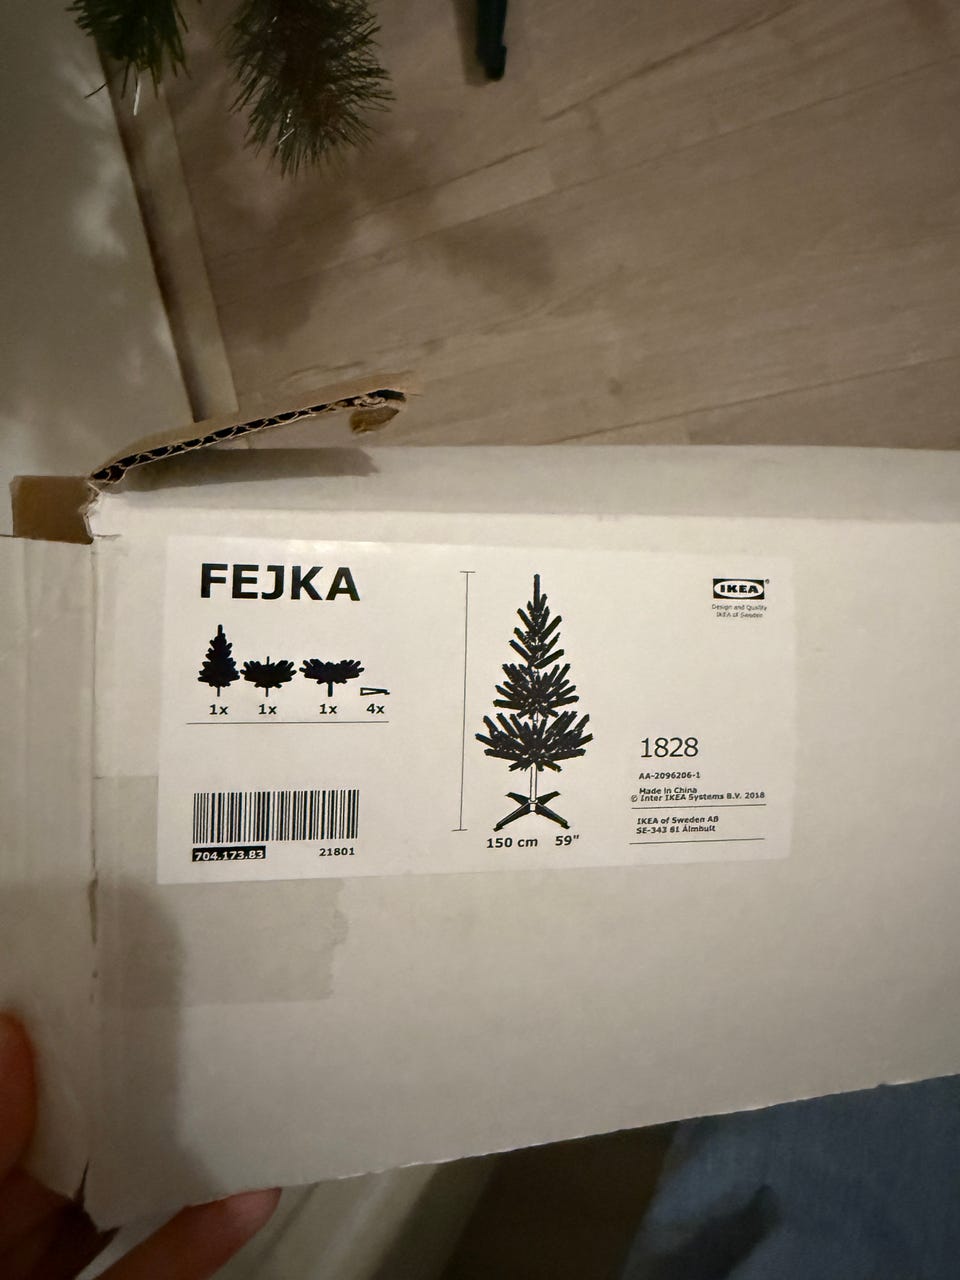 FEJKA
1x 1x 1x 4x
704.173.83 21801
150 cm 59"
IKEA®
Design and Quality
IKEA of Sweden
1828
AA-2096206-1
Made in China
© Inter IKEA Systems B.V. 2018
IKEA of Sweden AB
SE-343 81 Älmhult